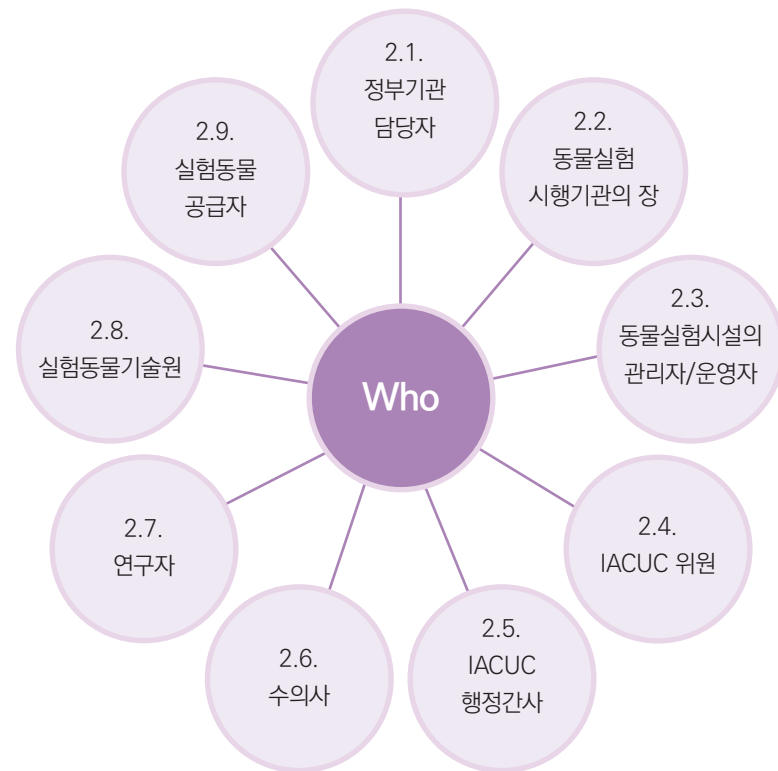 2.1.
정부기관
담당자
2.2.
동물실험
시행기관의 장
2.3.
동물실험시설의
관리자/운영자
2.4.
IACUC 위원
2.5.
IACUC
행정간사
2.6.
수의사
2.7.
연구자
2.8.
실험동물기술원
2.9.
실험동물
공급자
Who